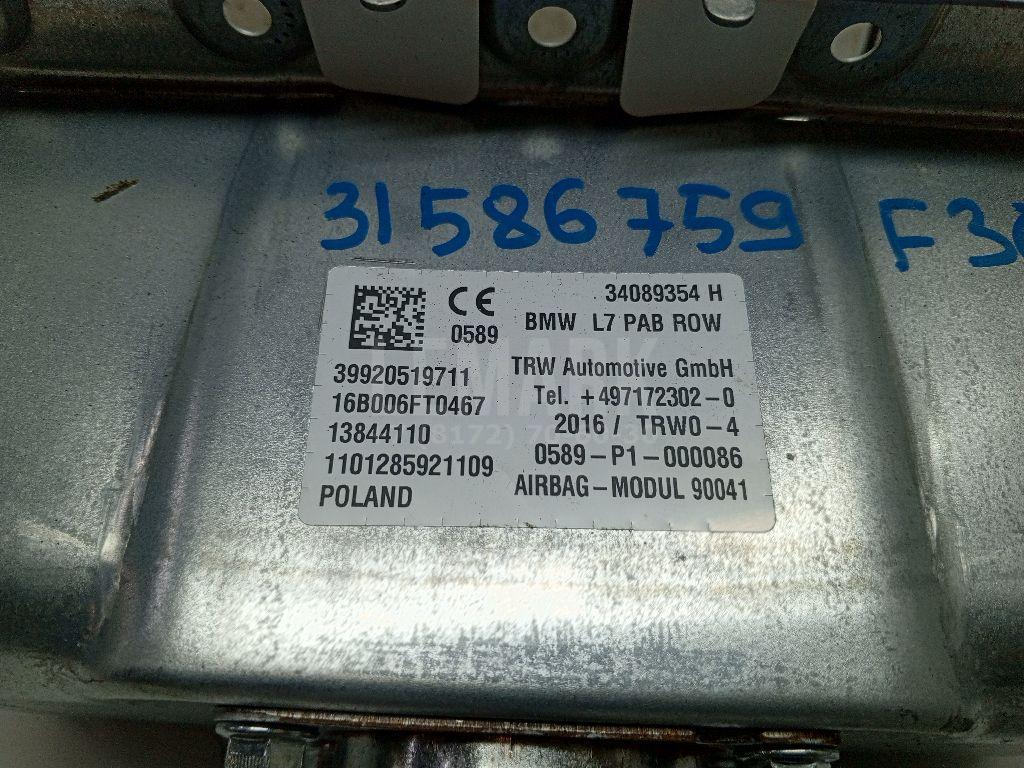 31586759 F30
CE
0589
34089354 H
BMW L7 PAB ROW
39920519711
16B006FT0467
13844110
1101285921109
POLAND
TRW Automotive GmbH
Tel. +497172302-0
2016 / TRW0-4
0589-P1-000086
AIRBAG-MODUL 90041